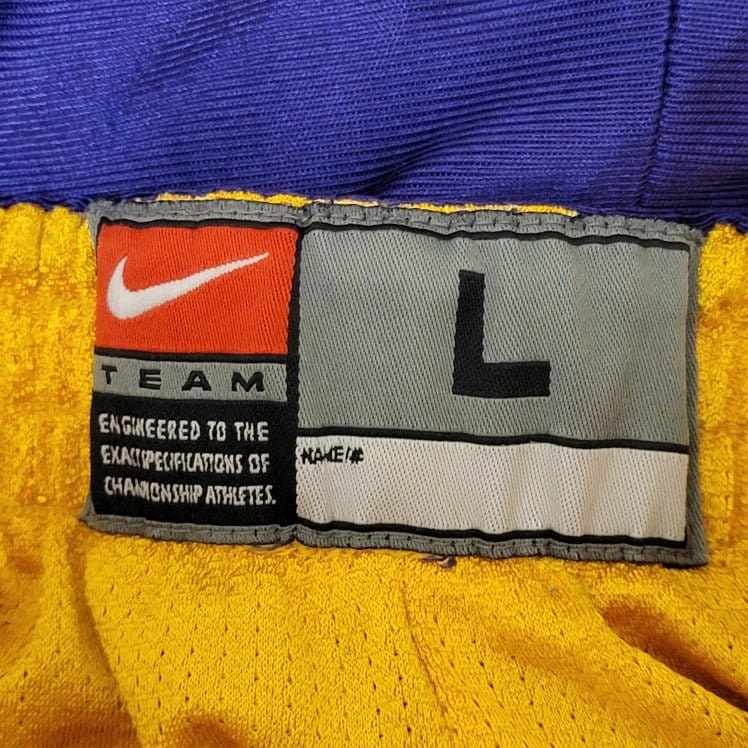 TEAM
ENGINEERED TO THE
EXACT SPECIFICATIONS OF
CHAMPIONSHIP ATHLETES.
L
NAME/#